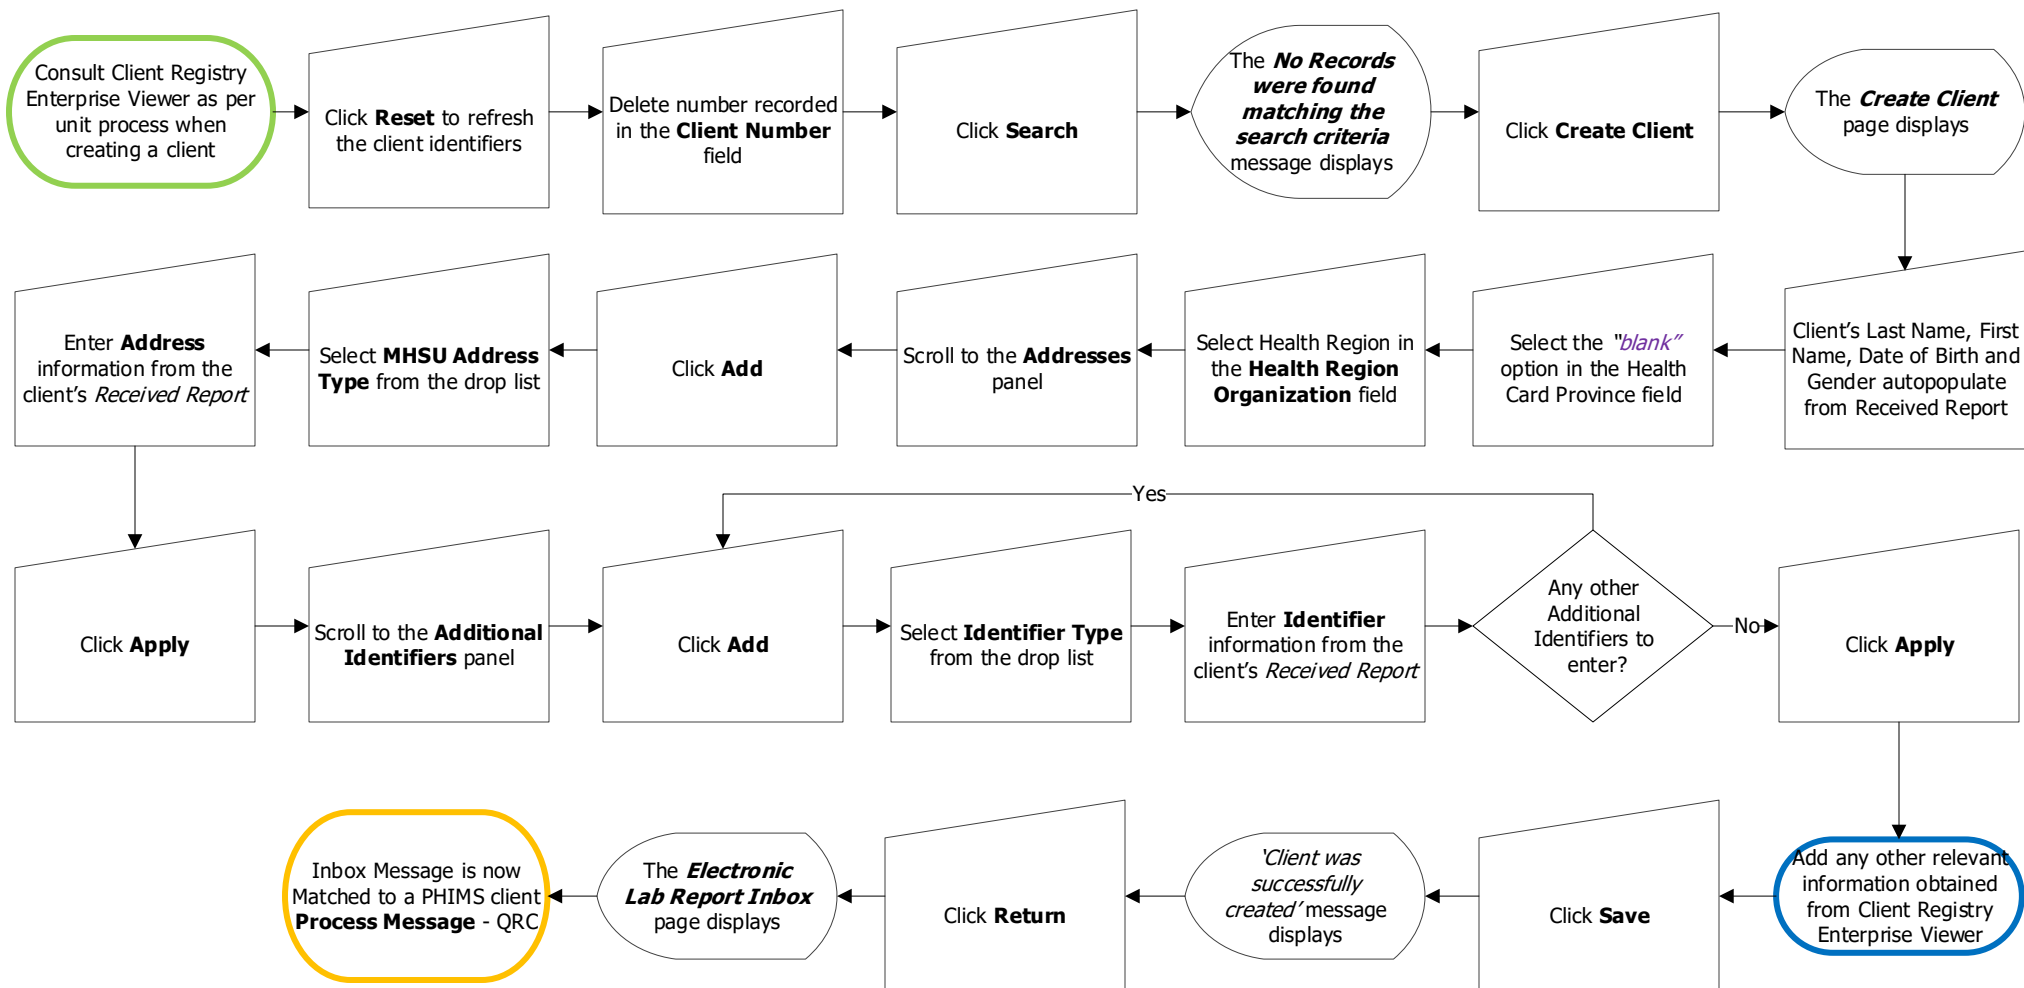 Consult Client Registry
Enterprise Viewer as per
unit process when
creating a client
Click Reset to refresh
the client identifiers
Delete number recorded
in the Client Number
field
Click Search
The No Records
were found
matching the
search criteria
message displays
Click Create Client
The Create Client
page displays
Client's Last Name, First
Name, Date of Birth and
Gender autopopulate
from Received Report
Select the "blank"
option in the Health
Card Province field
Select Health Region in
the Health Region
Organization field
Scroll to the Addresses
panel
Click Add
Select MHSU Address
Type from the drop list
Enter Address
information from the
client's Received Report
Click Apply
Scroll to the Additional
Identifiers panel
Click Add
Select Identifier Type
from the drop list
Enter Identifier
information from the
client's Received Report
Any other
Additional
Identifiers to
enter?
Yes
No
Click Apply
Add any other relevant
information obtained
from Client Registry
Enterprise Viewer
Click Save
'Client was
successfully
created' message
displays
Click Return
The Electronic
Lab Report Inbox
page displays
Inbox Message is now
Matched to a PHIMS client
Process Message - QRC